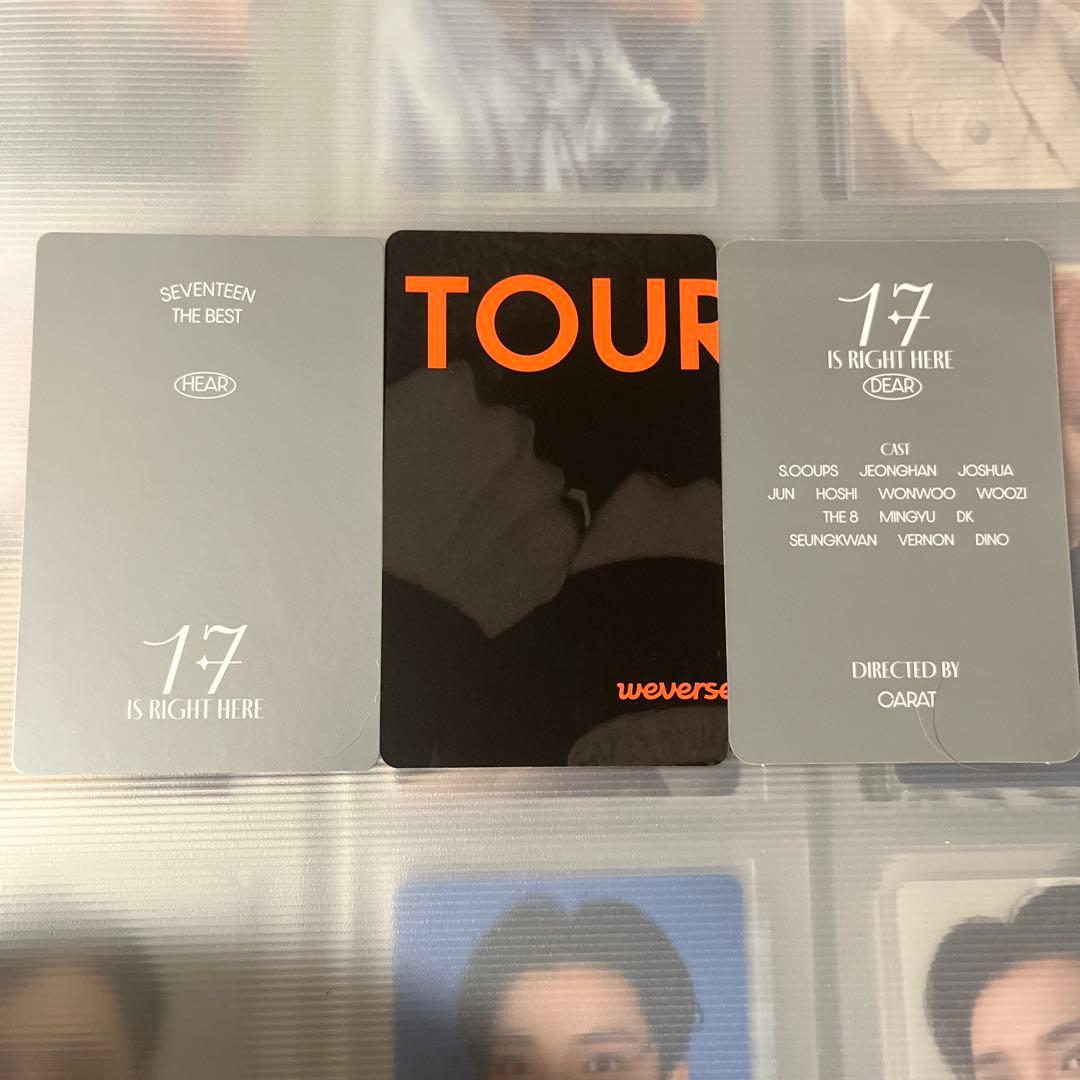 SEVENTEEN
THE BEST
HEAR
17
IS RIGHT HERE
TOUR
weverse
17
IS RIGHT HERE
DEAR
CAST
S.COUPS JEONGHAN JOSHUA
JUN HOSHI WONWOO WOOZI
THE 8 MINGYU DK
SEUNGKWAN VERNON DINO
DIRECTED BY
CARAT